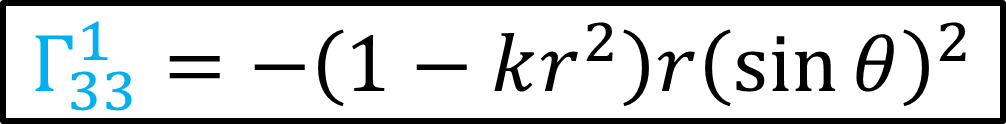 Γ¹₃₃ = −(1 − kr²)r(sin θ)²